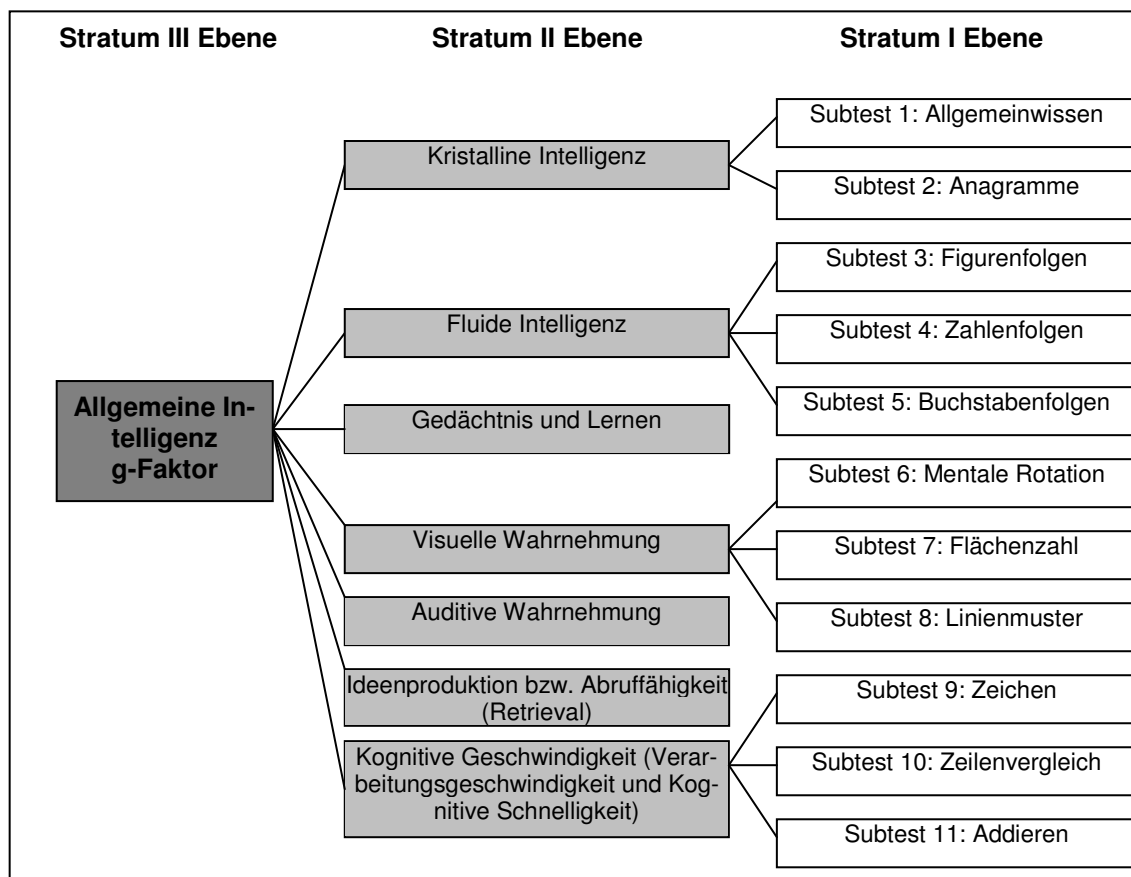 Stratum III Ebene
Stratum II Ebene
Stratum I Ebene
Allgemeine In-
telligenz
g-Faktor
Kristalline Intelligenz
Fluide Intelligenz
Gedächtnis und Lernen
Visuelle Wahrnehmung
Auditive Wahrnehmung
Ideenproduktion bzw. Abruffähigkeit
(Retrieval)
Kognitive Geschwindigkeit (Verar-
beitungsgeschwindigkeit und Kog-
nitive Schnelligkeit)
Subtest 1: Allgemeinwissen
Subtest 2: Anagramme
Subtest 3: Figurenfolgen
Subtest 4: Zahlenfolgen
Subtest 5: Buchstabenfolgen
Subtest 6: Mentale Rotation
Subtest 7: Flächenzahl
Subtest 8: Linienmuster
Subtest 9: Zeichen
Subtest 10: Zeilenvergleich
Subtest 11: Addieren